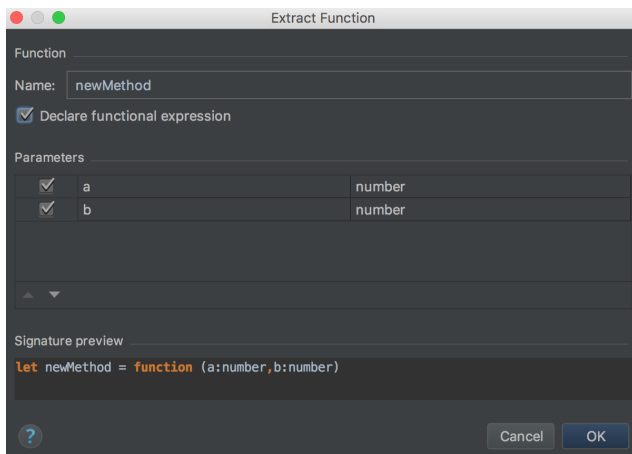 Extract Function
Function
Name: newMethod
Declare functional expression
Parameters
a number
b number
Signature preview
let newMethod = function (a:number,b:number)
? Cancel OK